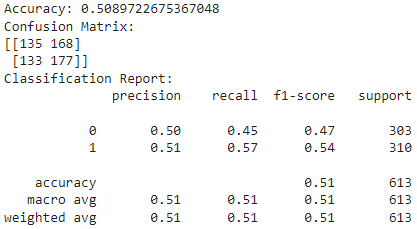 Accuracy: 0.5089722675367048
Confusion Matrix:
[[135 168]
 [133 177]]
Classification Report:
              precision    recall  f1-score   support

           0       0.50      0.45      0.47       303
           1       0.51      0.57      0.54       310

    accuracy                           0.51       613
   macro avg       0.51      0.51      0.51       613
weighted avg       0.51      0.51      0.51       613